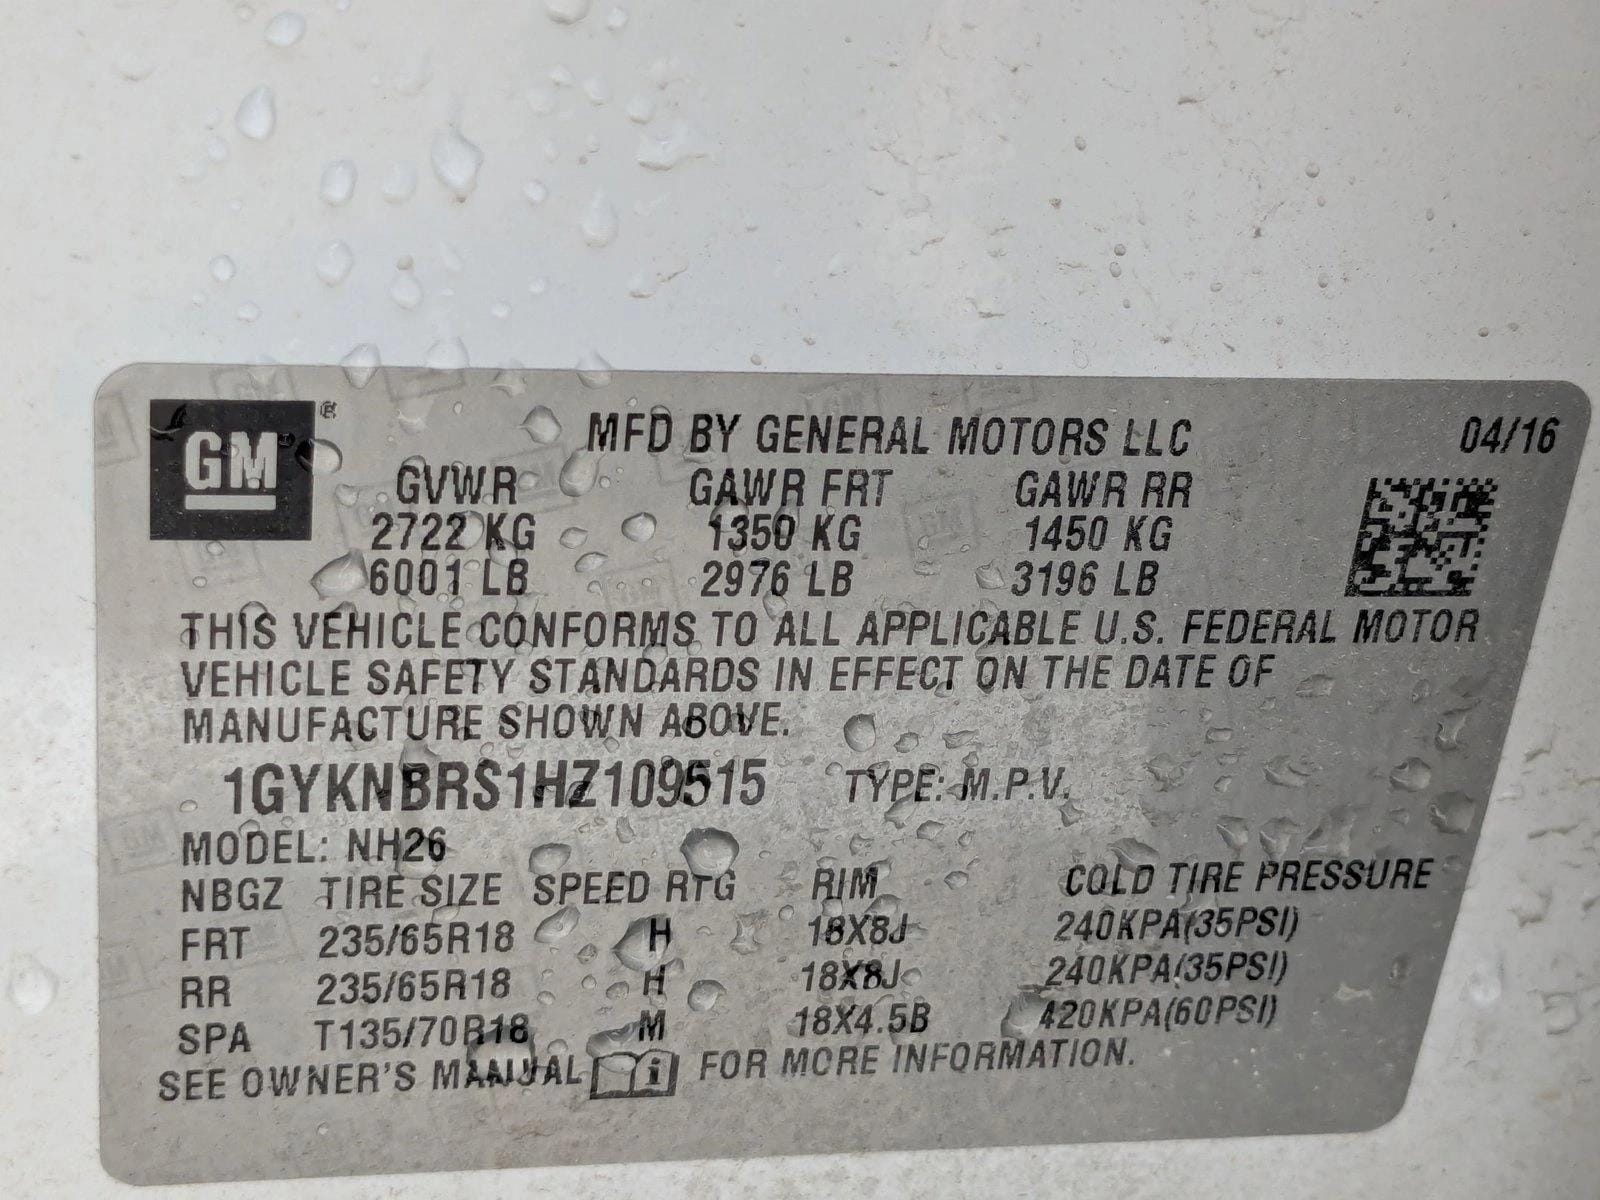 GM ®
MFD BY GENERAL MOTORS LLC 04/16
GVWR GAWR FRT GAWR RR
2722 KG 1350 KG 1450 KG
6001 LB 2976 LB 3196 LB
THIS VEHICLE CONFORMS TO ALL APPLICABLE U.S. FEDERAL MOTOR
VEHICLE SAFETY STANDARDS IN EFFECT ON THE DATE OF
MANUFACTURE SHOWN ABOVE.
1GYKNBRS1HZ109515 TYPE: M.P.V.
MODEL: NH26
NBGZ TIRE SIZE SPEED RTG RIM COLD TIRE PRESSURE
FRT 235/65R18 H 18X8J 240KPA(35PSI)
RR 235/65R18 H 18X8J 240KPA(35PSI)
SPA T135/70R18 M 18X4.5B 420KPA(60PSI)
SEE OWNER'S MANUAL i FOR MORE INFORMATION.